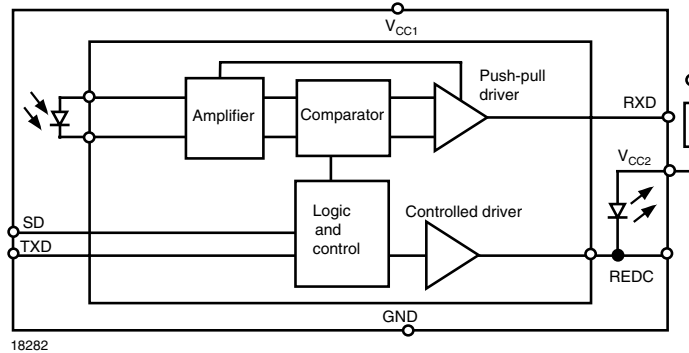 VCC1
Push-pull
driver
Amplifier
Comparator
RXD
VCC2
SD
TXD
Logic
and
control
Controlled driver
REDC
GND
18282